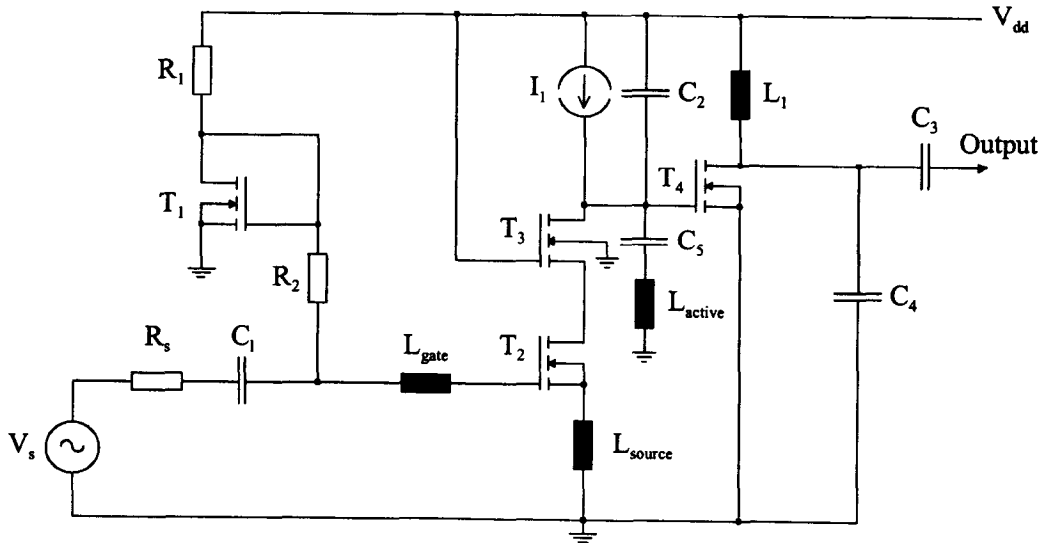 V_dd
R_1
I_1
C_2
L_1
C_3
Output
T_1
T_4
T_3
C_5
R_2
L_active
C_4
R_s
C_1
L_gate
T_2
V_s
L_source